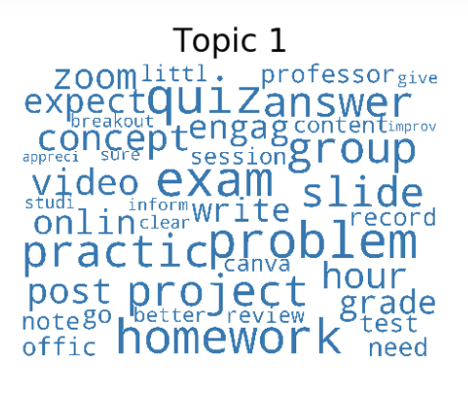 Topic 1
zoom littl . professor give
expect quiz answer
breakout
concept engag content improv
appreci sure session group
video exam slide
studi inform write record
onlin clear
practic problem
canva hour
post project grade
note go better review test
offic homework need